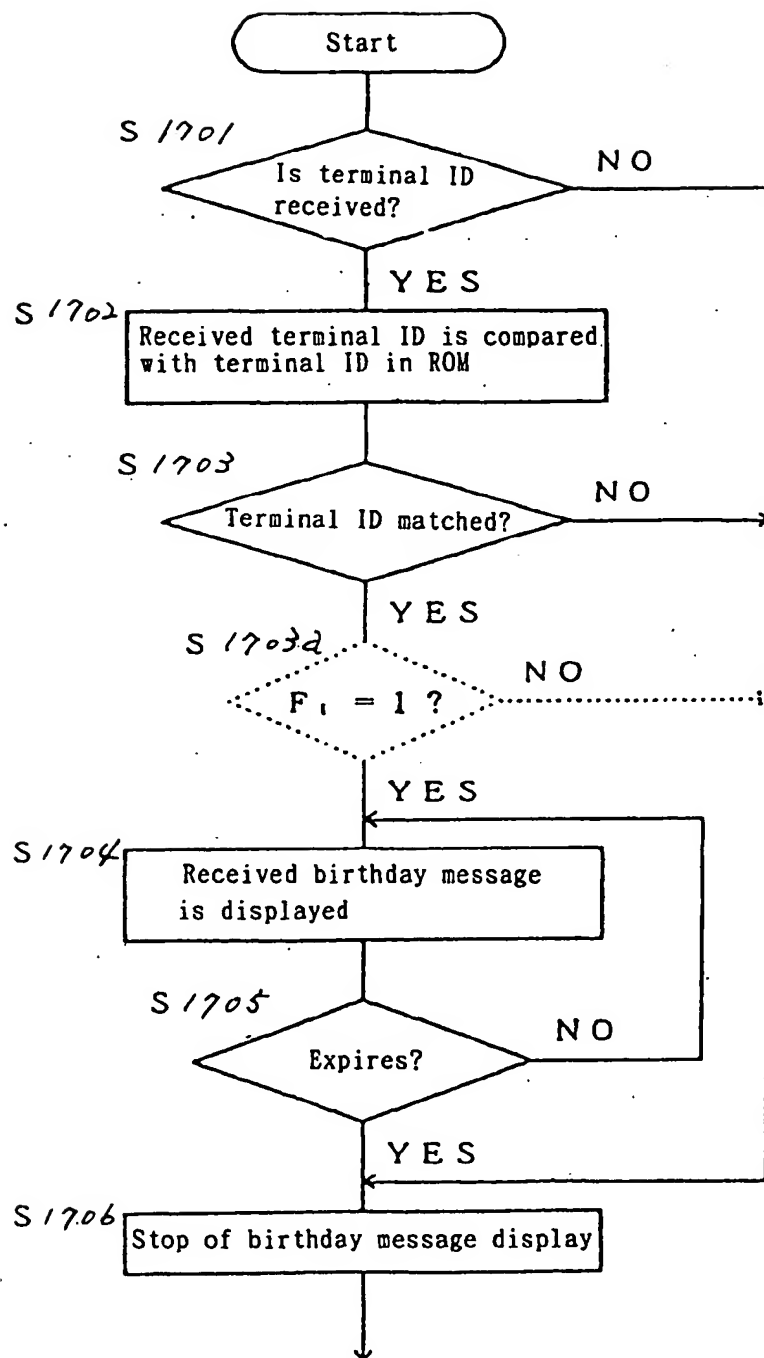 Start
S 1701
Is terminal ID
received?
NO
YES
S 1702
Received terminal ID is compared
with terminal ID in ROM
S 1703
Terminal ID matched?
NO
YES
S 1703a
F₁ = 1 ?
NO
YES
S 1704
Received birthday message
is displayed
S 1705
Expires?
NO
YES
S 1706
Stop of birthday message display